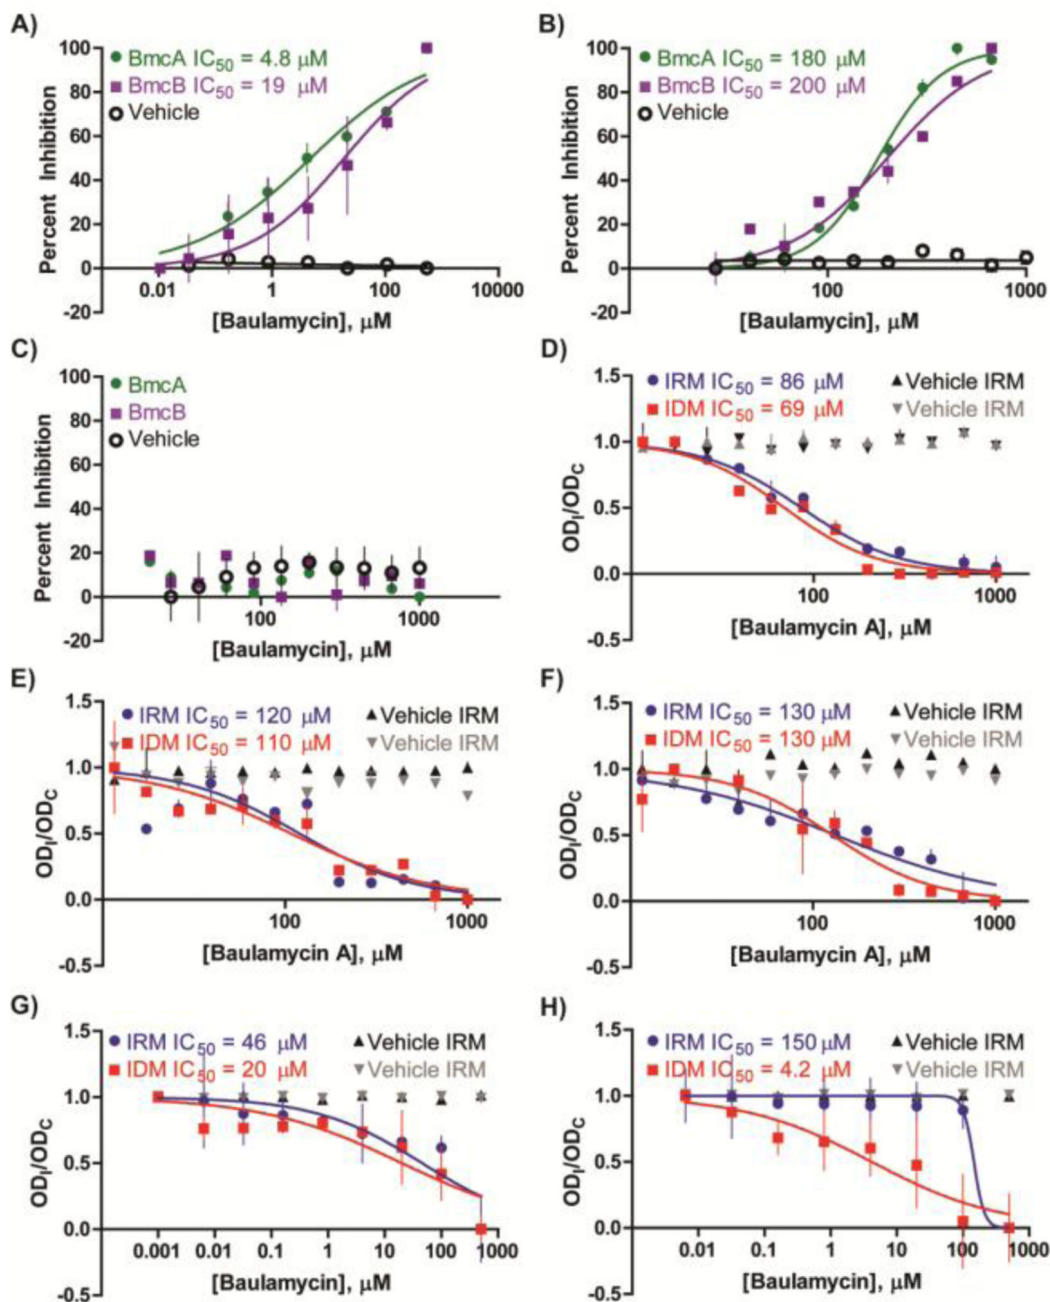 A)
BmcA IC50 = 4.8 µM
BmcB IC50 = 19 µM
Vehicle
100
80
60
40
20
0
-20
Percent Inhibition
0.01 1 100 10000
[Baulamycin], µM
B)
BmcA IC50 = 180 µM
BmcB IC50 = 200 µM
Vehicle
100
80
60
40
20
0
-20
Percent Inhibition
100 1000
[Baulamycin], µM
C)
BmcA
BmcB
Vehicle
100
80
60
40
20
0
-20
Percent Inhibition
100 1000
[Baulamycin], µM
D)
IRM IC50 = 86 µM
IDM IC50 = 69 µM
Vehicle IRM
Vehicle IRM
1.5
1.0
0.5
0.0
-0.5
ODI/ODC
100 1000
[Baulamycin A], µM
E)
IRM IC50 = 120 µM
IDM IC50 = 110 µM
Vehicle IRM
Vehicle IRM
1.5
1.0
0.5
0.0
-0.5
ODI/ODC
100 1000
[Baulamycin A], µM
F)
IRM IC50 = 130 µM
IDM IC50 = 130 µM
Vehicle IRM
Vehicle IRM
1.5
1.0
0.5
0.0
-0.5
ODI/ODC
100 1000
[Baulamycin A], µM
G)
IRM IC50 = 46 µM
IDM IC50 = 20 µM
Vehicle IRM
Vehicle IRM
1.5
1.0
0.5
0.0
-0.5
ODI/ODC
0.001 0.01 0.1 1 10 100 1000
[Baulamycin], µM
H)
IRM IC50 = 150 µM
IDM IC50 = 4.2 µM
Vehicle IRM
Vehicle IRM
1.5
1.0
0.5
0.0
-0.5
ODI/ODC
0.01 0.1 1 10 100 1000
[Baulamycin], µM